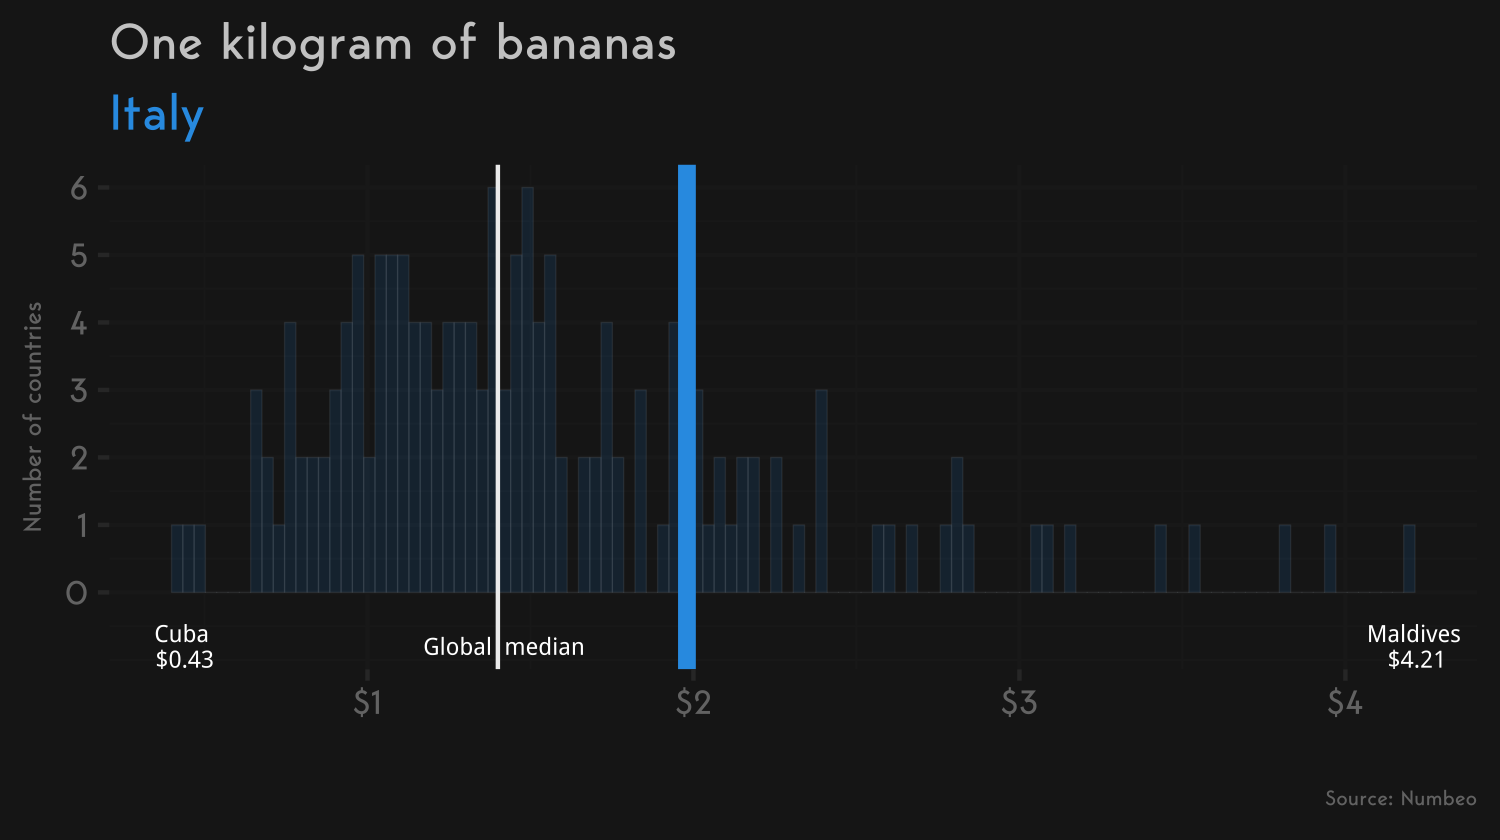 One kilogram of bananas
Italy
Number of countries
6
5
4
3
2
1
0
Cuba
$0.43
Global median
Maldives
$4.21
$1
$2
$3
$4
Source: Numbeo